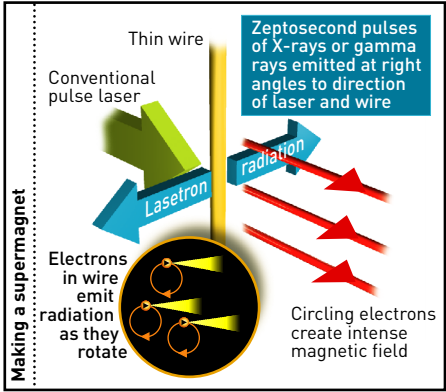 Making a supermagnet
Thin wire
Zeptosecond pulses
of X-rays or gamma
rays emitted at right
angles to direction
of laser and wire
Conventional
pulse laser
Lasetron
radiation
Electrons
in wire
emit
radiation
as they
rotate
Circling electrons
create intense
magnetic field